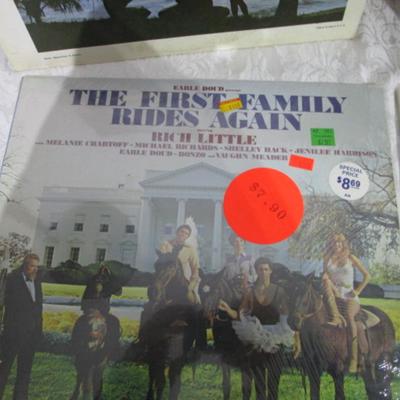 EARLE DOUD presents
THE FIRST FAMILY
RIDES AGAIN
RICH LITTLE
MELANIE CHARTOFF - MICHAEL RICHARDS - SHELLEY HACK - JENILEE HARRISON
EARLE DOUD - BONZO and VAUGHN MEADER
$7.90
SPECIAL
PRICE
$8.69